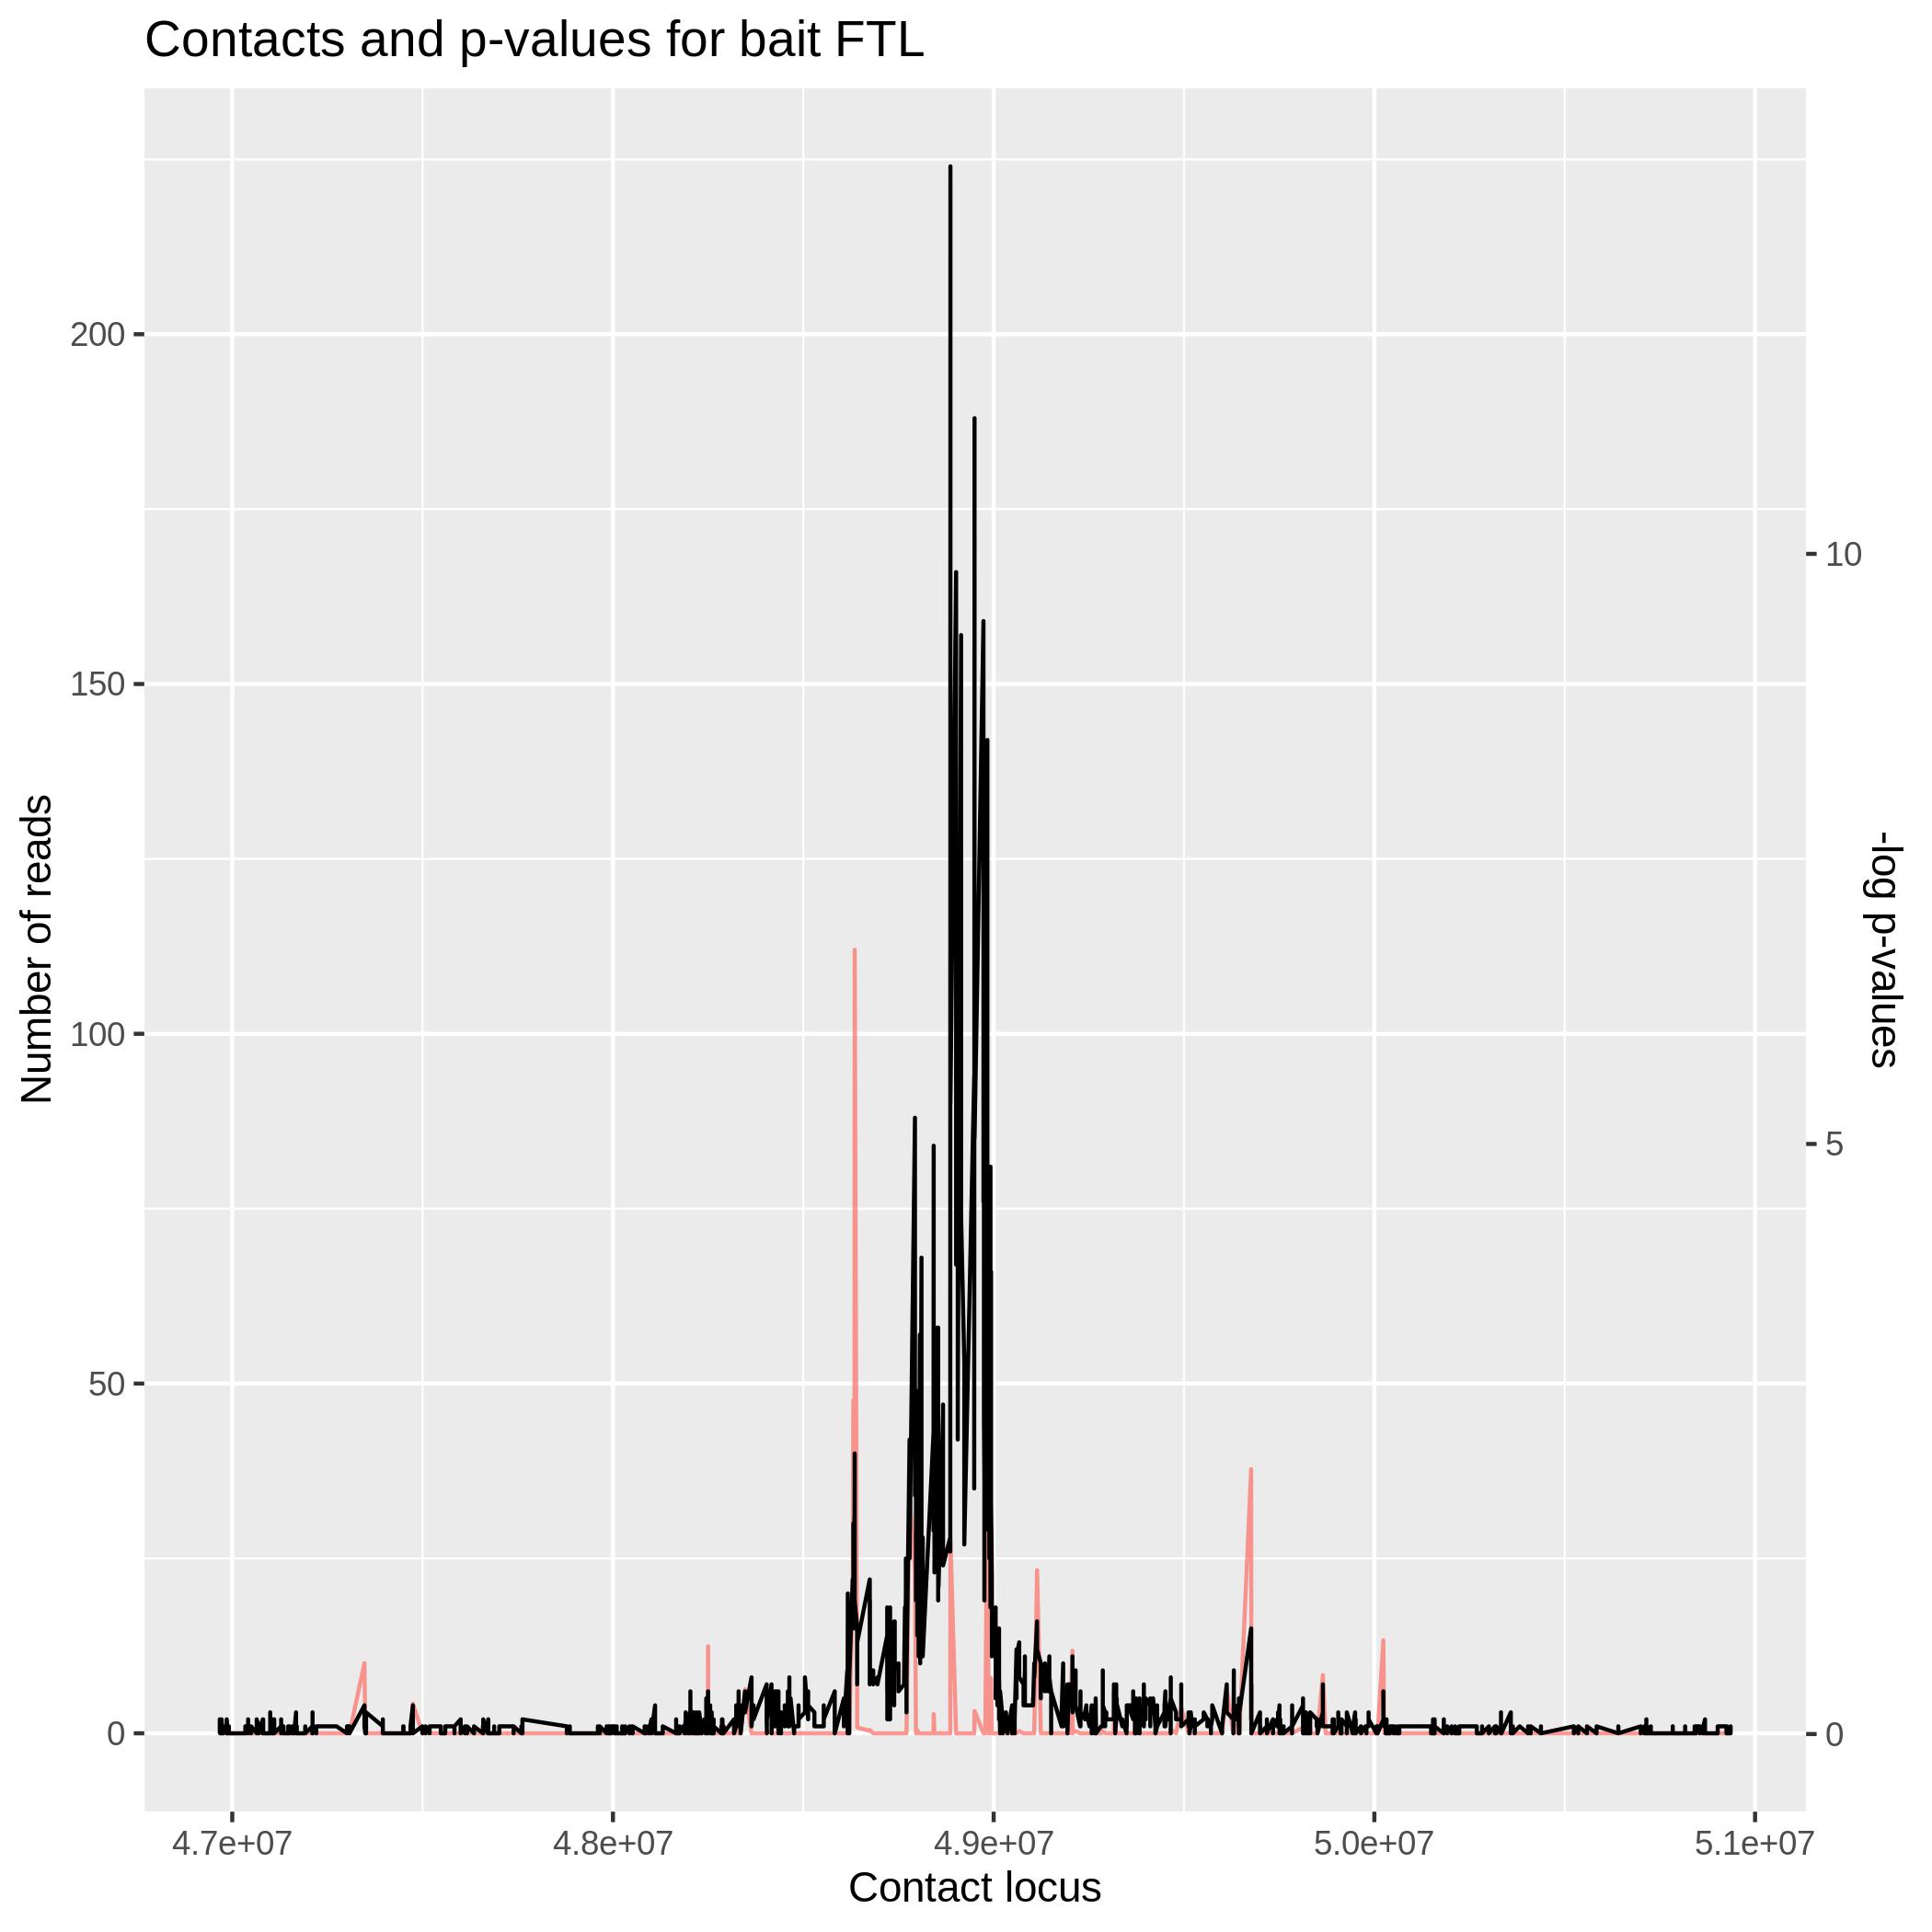 Contacts and p-values for bait FTL
Number of reads
200
150
100
50
0
10
5
0
-log p-values
4.7e+07 4.8e+07 4.9e+07 5.0e+07 5.1e+07
Contact locus